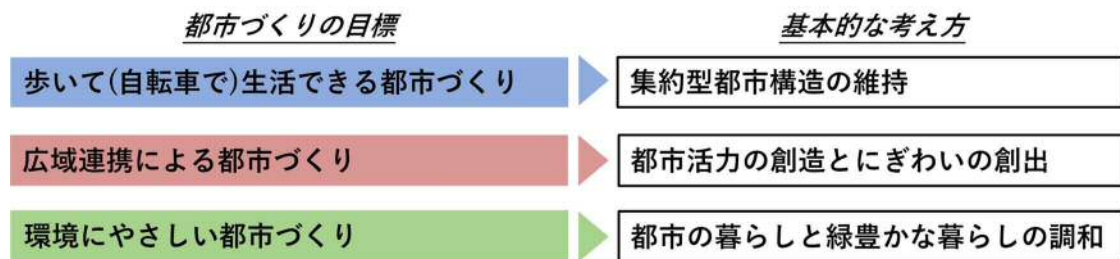 都市づくりの目標
基本的な考え方
歩いて(自転車で)生活できる都市づくり
集約型都市構造の維持
広域連携による都市づくり
都市活力の創造とにぎわいの創出
環境にやさしい都市づくり
都市の暮らしと緑豊かな暮らしの調和